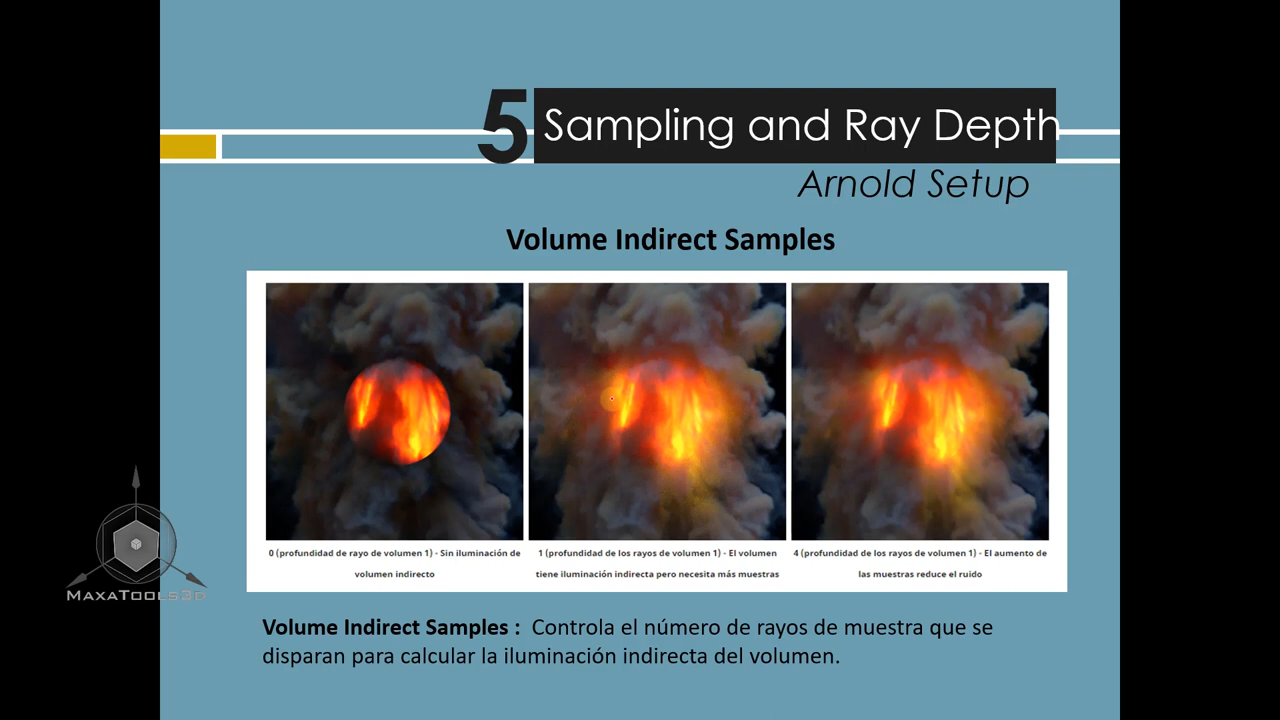 5 Sampling and Ray Depth
Arnold Setup
Volume Indirect Samples
0 (profundidad de rayo de volumen 1) - Sin iluminación de
volumen indirecto
1 (profundidad de los rayos de volumen 1) - El volumen
tiene iluminación indirecta pero necesita más muestras
4 (profundidad de los rayos de volumen 1) - El aumento de
las muestras reduce el ruido
MAXATOOLS3D
Volume Indirect Samples : Controla el número de rayos de muestra que se
disparan para calcular la iluminación indirecta del volumen.